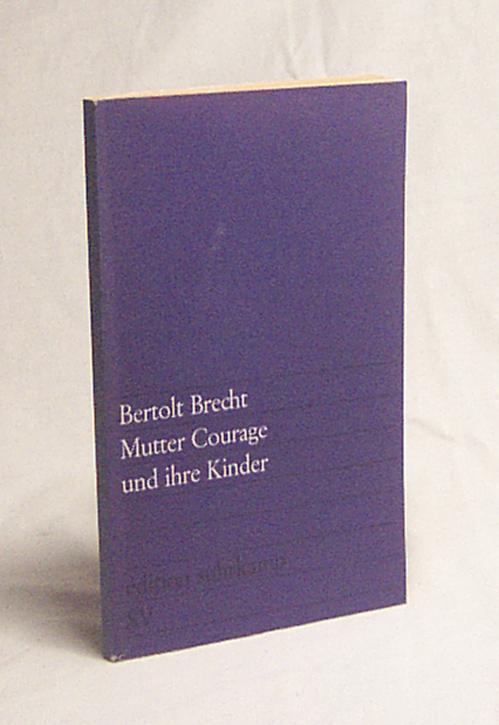 Bertolt Brecht
Mutter Courage
und ihre Kinder
edition suhrkamp
SV